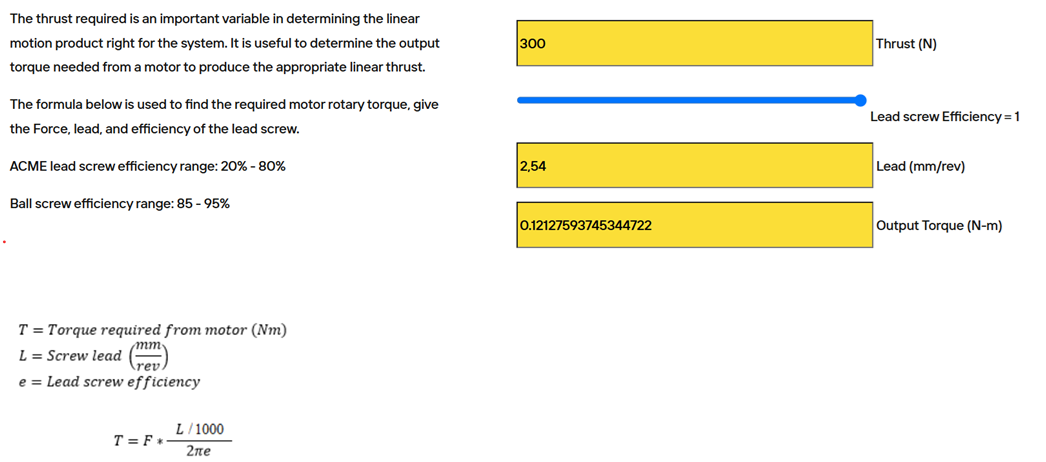 The thrust required is an important variable in determining the linear
motion product right for the system. It is useful to determine the output
torque needed from a motor to produce the appropriate linear thrust.
The formula below is used to find the required motor rotary torque, give
the Force, lead, and efficiency of the lead screw.
ACME lead screw efficiency range: 20% - 80%
Ball screw efficiency range: 85 - 95%
300 Thrust (N)
Lead screw Efficiency = 1
2,54 Lead (mm/rev)
0.12127593745344722 Output Torque (N-m)
T = Torque required from motor (Nm)
L = Screw lead (mm/rev)
e = Lead screw efficiency
T = F * (L / 1000)/(2πe)